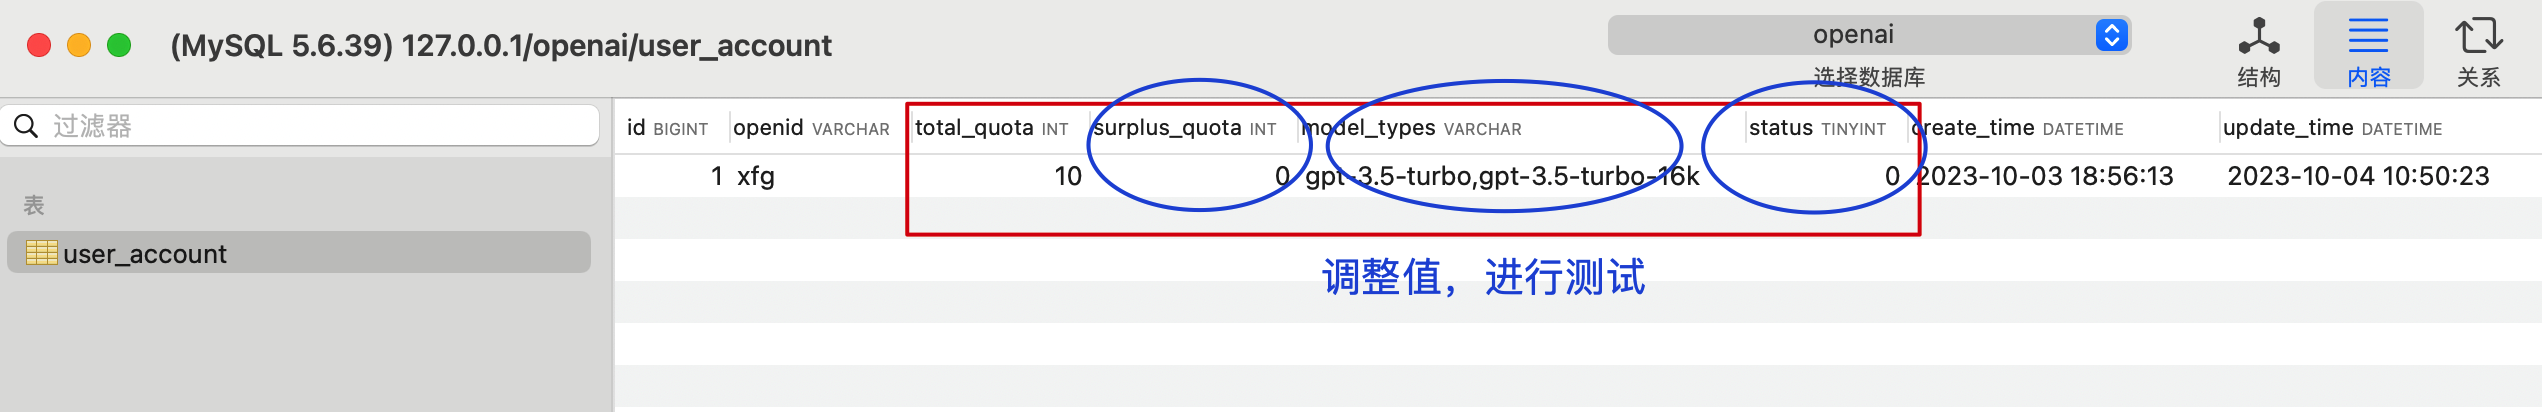 (MySQL 5.6.39) 127.0.0.1/openai/user_account
openai
选择数据库
结构
内容
关系
过滤器
表
user_account
id BIGINT openid VARCHAR total_quota INT surplus_quota INT model_types VARCHAR status TINYINT create_time DATETIME update_time DATETIME
1 xfg 10 0 gpt-3.5-turbo,gpt-3.5-turbo-16k 0 2023-10-03 18:56:13 2023-10-04 10:50:23
调整值，进行测试